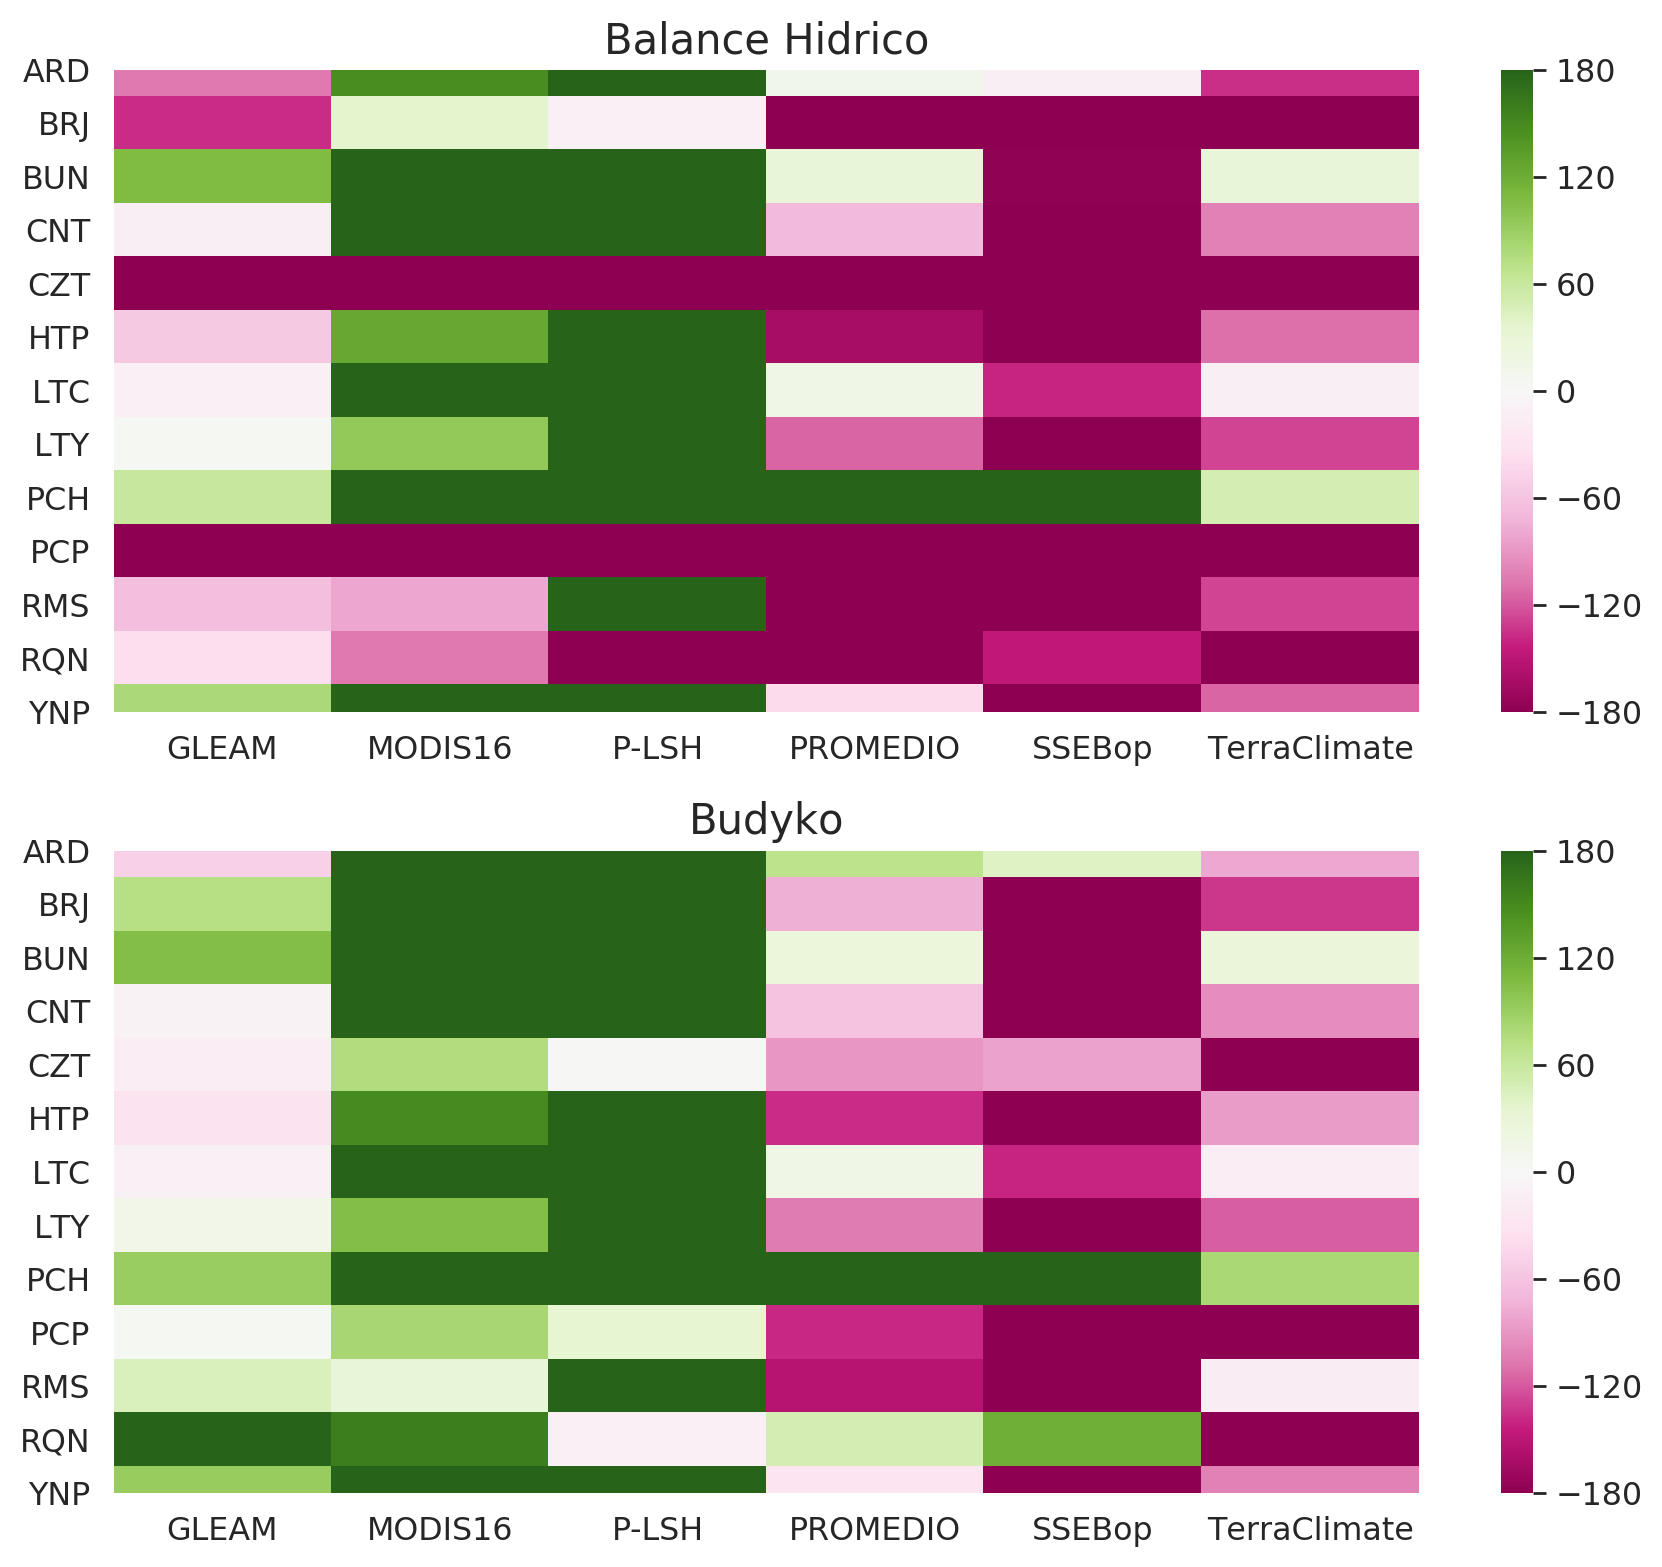 Balance Hidrico
ARD
BRJ
BUN
CNT
CZT
HTP
LTC
LTY
PCH
PCP
RMS
RQN
YNP
GLEAM MODIS16 P-LSH PROMEDIO SSEBop TerraClimate
180
120
60
0
−60
−120
−180
Budyko
ARD
BRJ
BUN
CNT
CZT
HTP
LTC
LTY
PCH
PCP
RMS
RQN
YNP
GLEAM MODIS16 P-LSH PROMEDIO SSEBop TerraClimate
180
120
60
0
−60
−120
−180